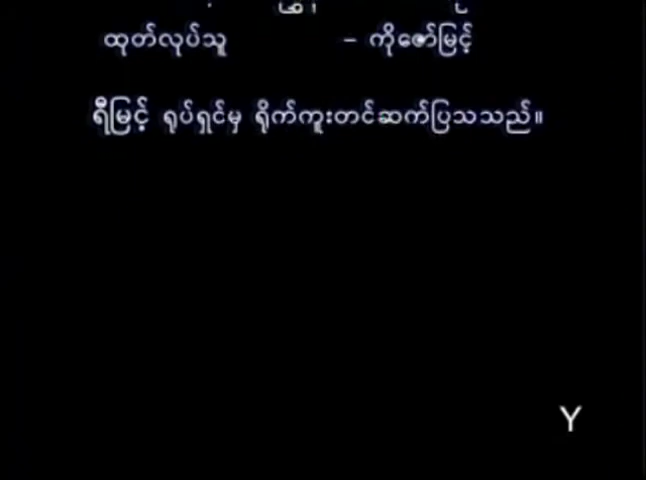 ထုတ်လုပ်သူ – ကိုဇော်မြင့်
ရီမြင့် ရုပ်ရှင်မှ ရိုက်ကူးတင်ဆက်ပြသသည်။
Y